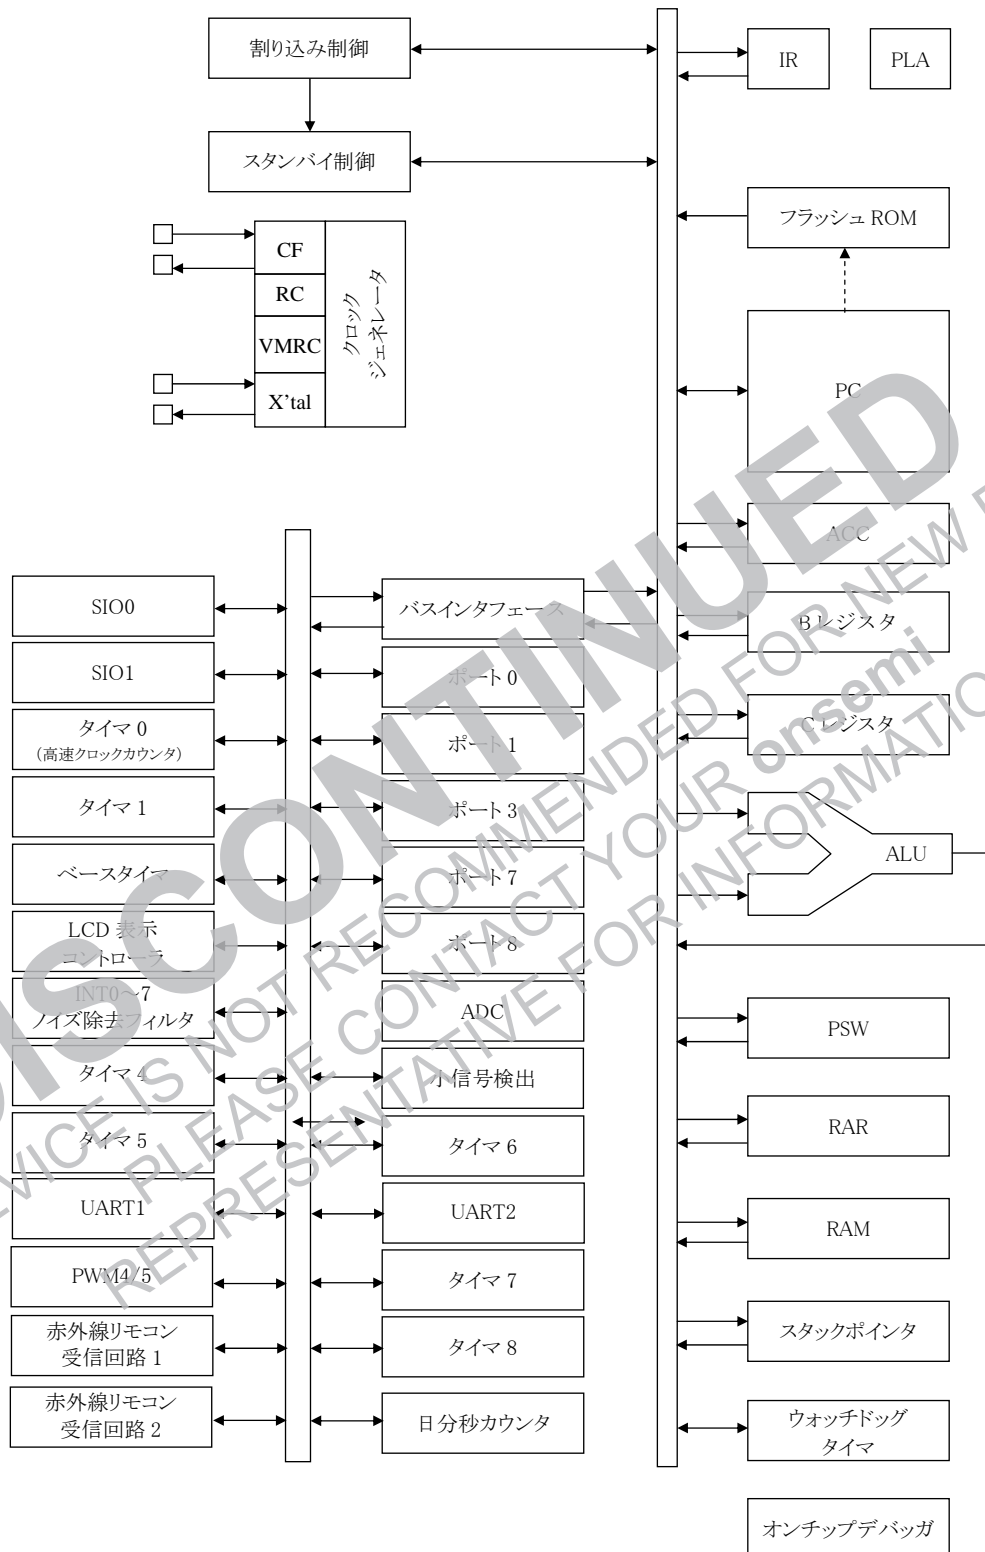 割り込み制御
IR
PLA
スタンバイ制御
フラッシュ ROM
CF
RC
VMRC
X'tal
クロック
ジェネレータ
PC
ACC
SIO0
バスインタフェース
B レジスタ
SIO1
ポート 0
C レジスタ
タイマ 0
(高速クロックカウンタ)
ポート 1
タイマ 1
ポート 3
ALU
ベースタイマ
ポート 7
LCD 表示
コントローラ
ポート 8
INT0～7
ノイズ除去フィルタ
ADC
PSW
タイマ 4
小信号検出
タイマ 5
タイマ 6
RAR
UART1
UART2
RAM
PWM4/5
タイマ 7
赤外線リモコン
受信回路 1
タイマ 8
スタックポインタ
赤外線リモコン
受信回路 2
日分秒カウンタ
ウォッチドッグ
タイマ
オンチップデバッガ
DISCONTINUED
VICE IS NOT RECOMMENDED FOR NEW
PLEASE CONTACT YOUR onsemi
REPRESENTATIVE FOR INFORMATIO